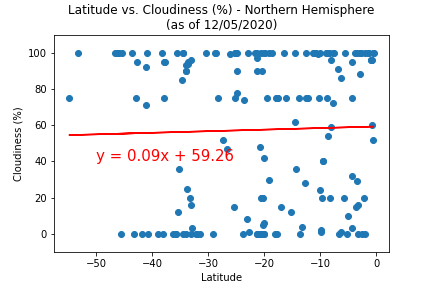 Latitude vs. Cloudiness (%) - Northern Hemisphere
(as of 12/05/2020)
100
80
60
40
20
0
Cloudiness (%)
y = 0.09x + 59.26
−50
−40
−30
−20
−10
0
Latitude